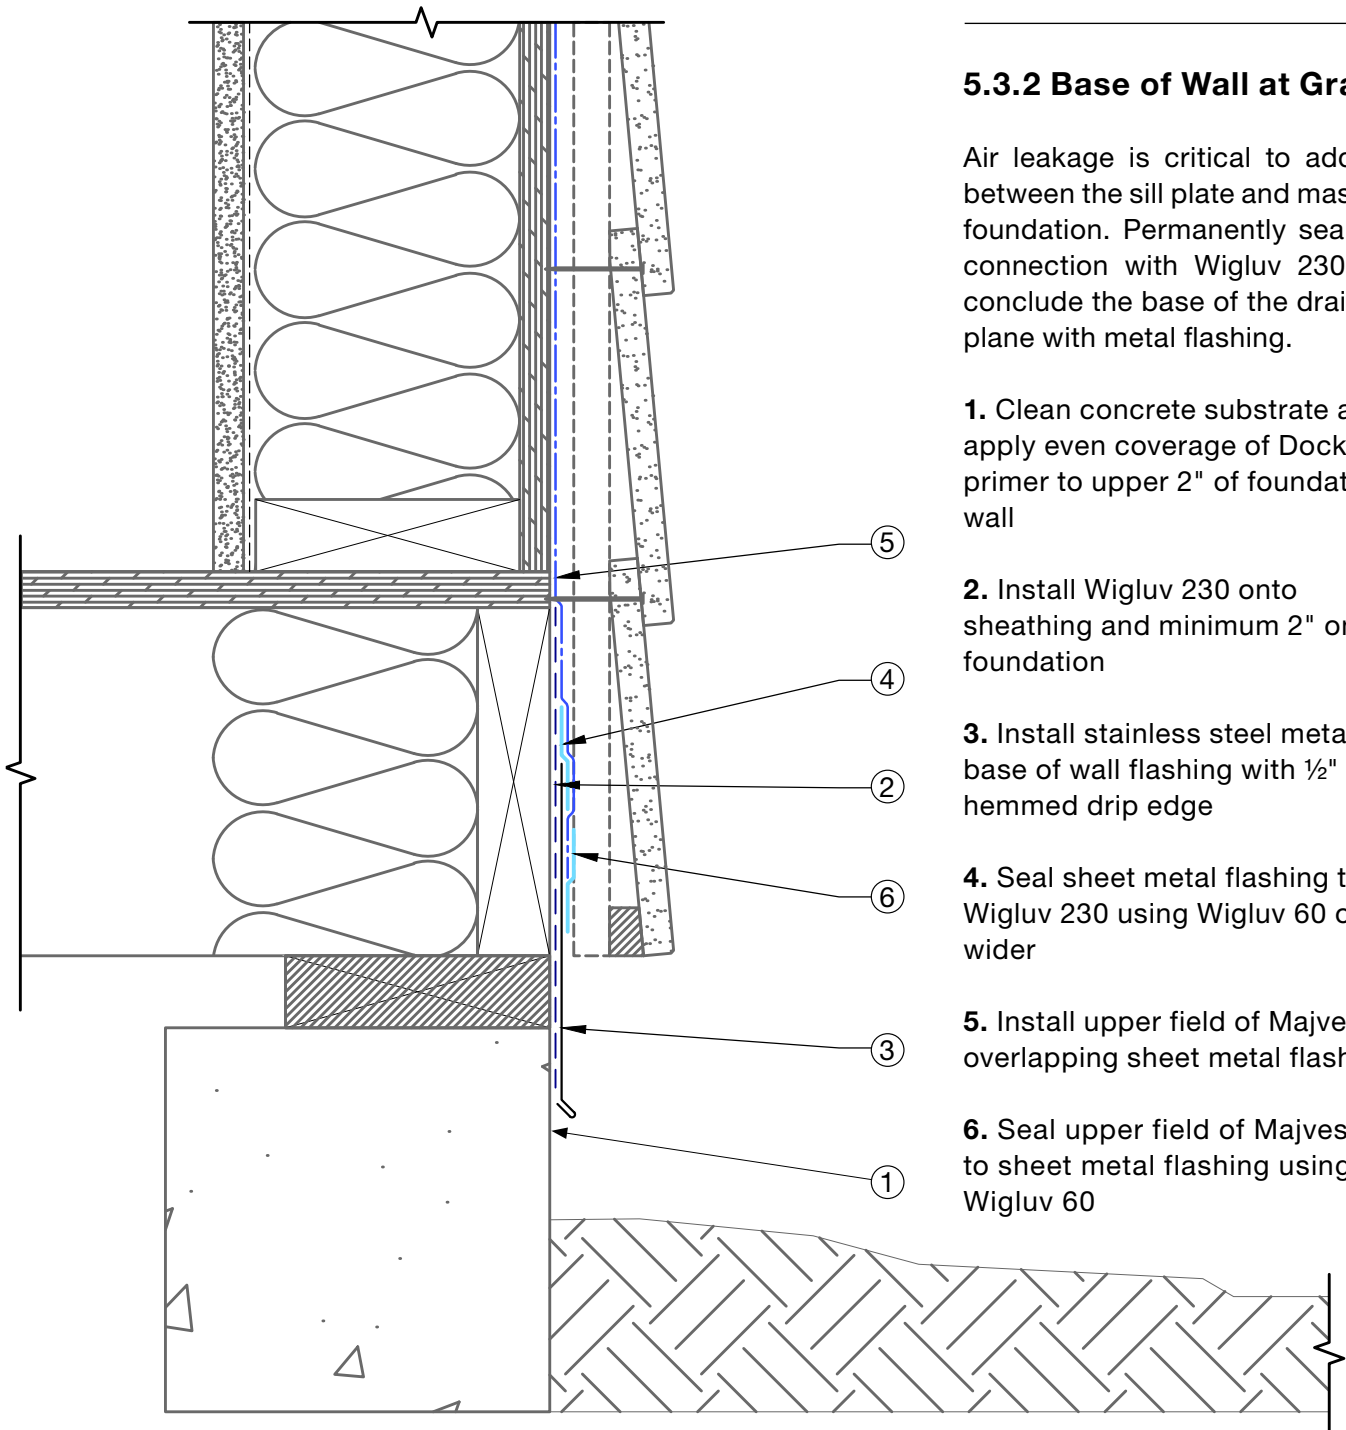 5.3.2 Base of Wall at Gra
Air leakage is critical to add
between the sill plate and mas
foundation. Permanently sea
connection with Wigluv 230
conclude the base of the drai
plane with metal flashing.
1. Clean concrete substrate a
apply even coverage of Dock
primer to upper 2" of foundat
wall
2. Install Wigluv 230 onto
sheathing and minimum 2" or
foundation
3. Install stainless steel meta
base of wall flashing with ½"
hemmed drip edge
4. Seal sheet metal flashing t
Wigluv 230 using Wigluv 60 o
wider
5. Install upper field of Majve
overlapping sheet metal flash
6. Seal upper field of Majves
to sheet metal flashing using
Wigluv 60
5
4
2
6
3
1